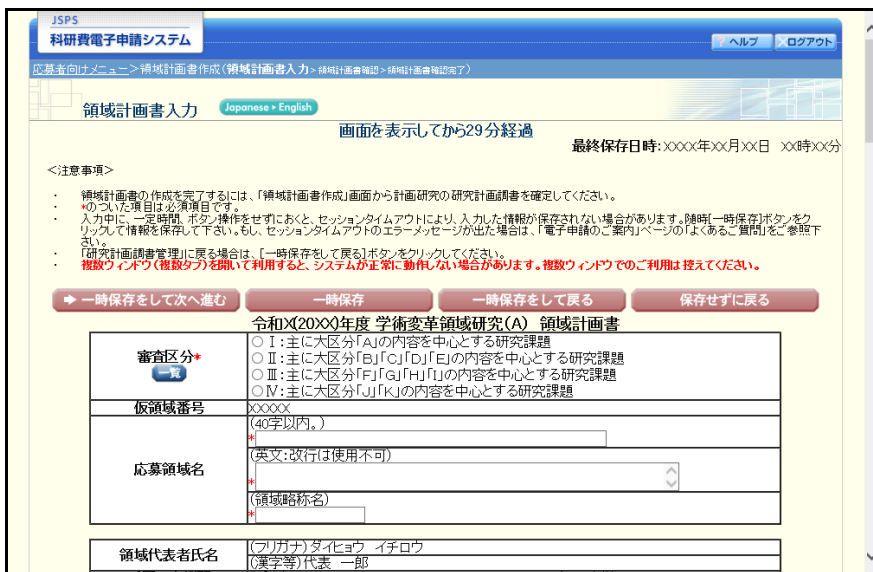 JSPS
科研費電子申請システム
? ヘルプ
ログアウト
応募者向けメニュー>領域計画書作成(領域計画書入力>領域計画書確認>領域計画書確認完了)
領域計画書入力
Japanese ▸ English
画面を表示してから29分経過
最終保存日時:XXXX年XX月XX日 XX時XX分
<注意事項>
・ 領域計画書の作成を完了するには、「領域計画書作成」画面から計画研究の研究計画調書を確定してください。
・ *のついた項目は必須項目です。
・ 入力中に、一定時間、ボタン操作をせずにおくと、セッションタイムアウトにより、入力した情報が保存されない場合があります。随時[一時保存]ボタンをク
リックして情報を保存して下さい。もし、セッションタイムアウトのエラーメッセージが出た場合は、「電子申請のご案内」ページの「よくあるご質問」をご参照下
さい。
・ 「研究計画調書管理」に戻る場合は、[一時保存をして戻る]ボタンをクリックしてください。
・ 複数ウィンドウ(複数タブ)を開いて利用すると、システムが正常に動作しない場合があります。複数ウィンドウでのご利用は控えてください。
一時保存をして次へ進む
一時保存
一時保存をして戻る
保存せずに戻る
令和X(20XX)年度 学術変革領域研究(A) 領域計画書
審査区分*
一覧
Ⅰ:主に大区分「A」の内容を中心とする研究課題
Ⅱ:主に大区分「B」「C」「D」「E」の内容を中心とする研究課題
Ⅲ:主に大区分「F」「G」「H」「I」の内容を中心とする研究課題
Ⅳ:主に大区分「J」「K」の内容を中心とする研究課題
仮領域番号
XXXXX
応募領域名
(40字以内。)
*
(英文:改行は使用不可)
*
(領域略称名)
*
領域代表者氏名
(フリガナ)ダイヒョウ イチロウ
(漢字等)代表 一郎